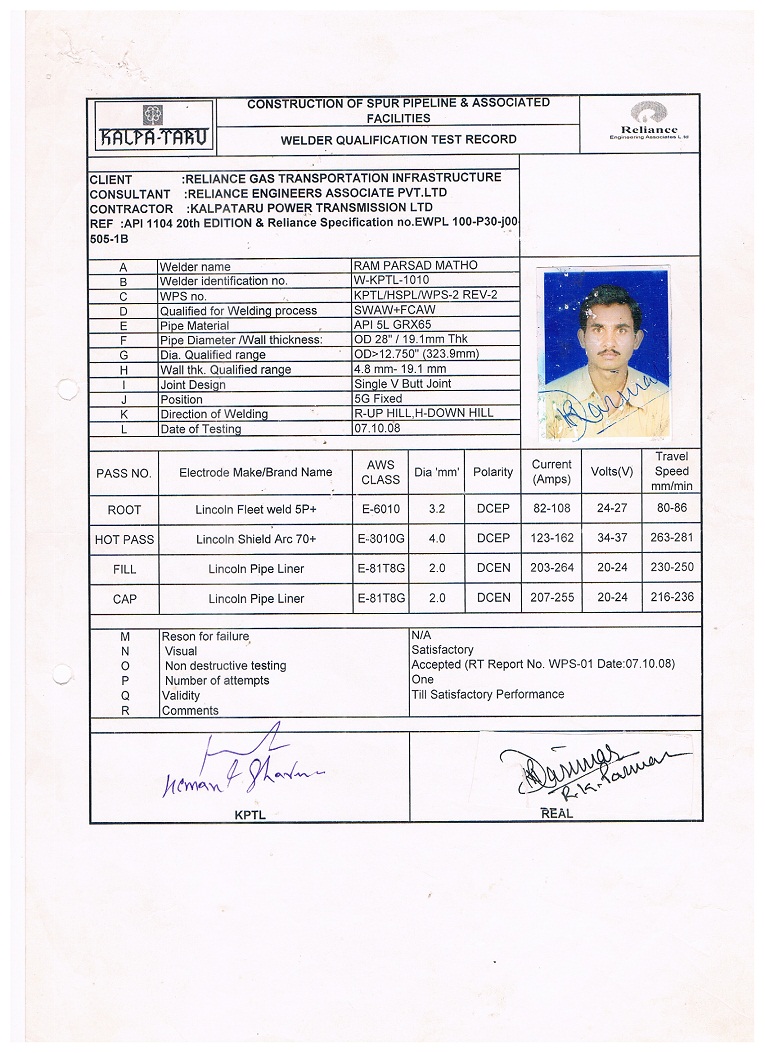 KALPA-TARU
CONSTRUCTION OF SPUR PIPELINE & ASSOCIATED
FACILITIES
WELDER QUALIFICATION TEST RECORD
Reliance
Engineering Associates L td
CLIENT :RELIANCE GAS TRANSPORTATION INFRASTRUCTURE
CONSULTANT :RELIANCE ENGINEERS ASSOCIATE PVT.LTD
CONTRACTOR :KALPATARU POWER TRANSMISSION LTD
REF :API 1104 20th EDITION & Reliance Specification no.EWPL 100-P30-j00-
505-1B
A Welder name RAM PARSAD MATHO
B Welder identification no. W-KPTL-1010
C WPS no. KPTL/HSPL/WPS-2 REV-2
D Qualified for Welding process SWAW+FCAW
E Pipe Material API 5L GRX65
F Pipe Diameter /Wall thickness: OD 28" / 19.1mm Thk
G Dia. Qualified range OD>12.750" (323.9mm)
H Wall thk. Qualified range 4.8 mm- 19.1 mm
I Joint Design Single V Butt Joint
J Position 5G Fixed
K Direction of Welding R-UP HILL,H-DOWN HILL
L Date of Testing 07.10.08
PASS NO. Electrode Make/Brand Name AWS CLASS Dia 'mm' Polarity Current (Amps) Volts(V) Travel Speed mm/min
ROOT Lincoln Fleet weld 5P+ E-6010 3.2 DCEP 82-108 24-27 80-86
HOT PASS Lincoln Shield Arc 70+ E-3010G 4.0 DCEP 123-162 34-37 263-281
FILL Lincoln Pipe Liner E-81T8G 2.0 DCEN 203-264 20-24 230-250
CAP Lincoln Pipe Liner E-81T8G 2.0 DCEN 207-255 20-24 216-236
M Reson for failure N/A
N Visual Satisfactory
O Non destructive testing Accepted (RT Report No. WPS-01 Date:07.10.08)
P Number of attempts One
Q Validity Till Satisfactory Performance
R Comments
R.K.Parmar
KPTL REAL